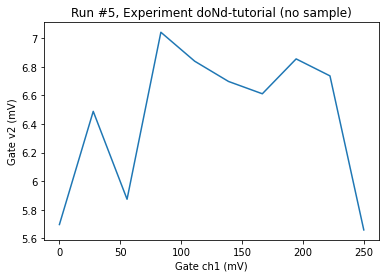 Run #5, Experiment doNd-tutorial (no sample)
Gate v2 (mV)
7
6.8
6.6
6.4
6.2
6
5.8
5.6
0 50 100 150 200 250
Gate ch1 (mV)